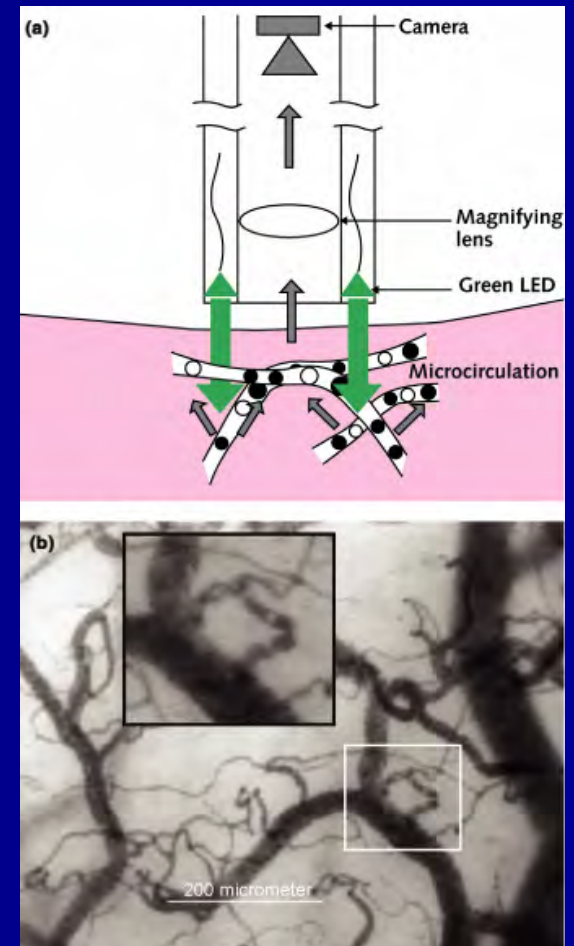 (a)
Camera
Magnifying
lens
Green LED
Microcirculation
(b)
200 micrometer